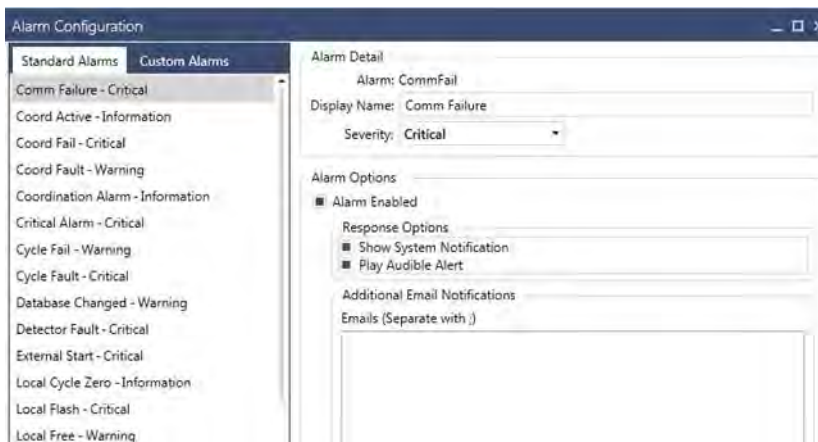 Alarm Configuration
Standard Alarms
Custom Alarms
Comm Failure - Critical
Coord Active - Information
Coord Fail - Critical
Coord Fault - Warning
Coordination Alarm - Information
Critical Alarm - Critical
Cycle Fail - Warning
Cycle Fault - Critical
Database Changed - Warning
Detector Fault - Critical
External Start - Critical
Local Cycle Zero - Information
Local Flash - Critical
Local Free - Warning
Alarm Detail
Alarm: CommFail
Display Name: Comm Failure
Severity: Critical
Alarm Options
Alarm Enabled
Response Options
Show System Notification
Play Audible Alert
Additional Email Notifications
Emails (Separate with ;)